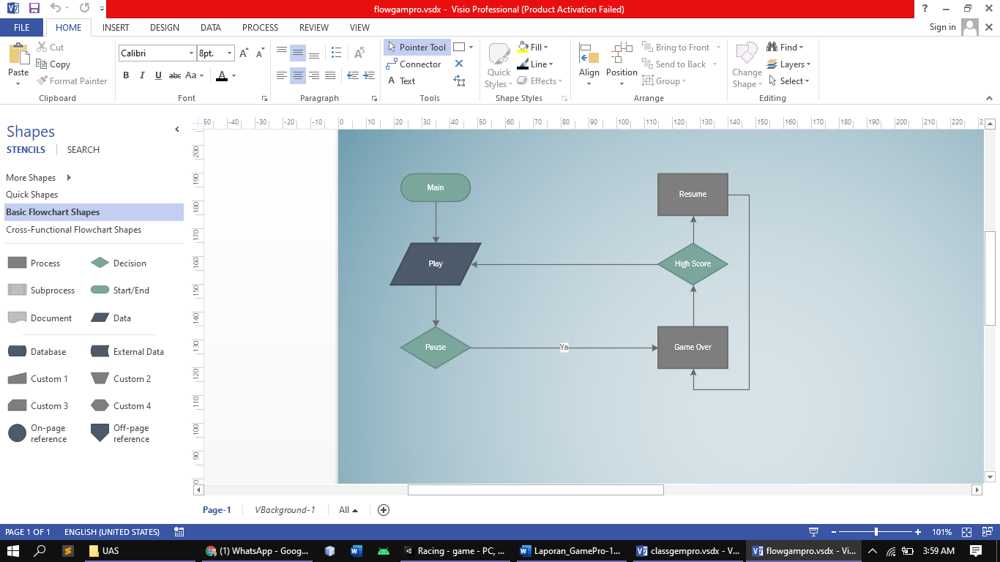 flowgampro.vsdx - Visio Professional (Product Activation Failed)
FILE HOME INSERT DESIGN DATA PROCESS REVIEW VIEW Sign in
Paste
Cut
Copy
Format Painter
Clipboard
Calibri 8pt.
B I U abc Aa A
Font
Paragraph
Pointer Tool
Connector
A Text
Tools
Quick Styles
Fill
Line
Effects
Shape Styles
Align
Position
Bring to Front
Send to Back
Group
Arrange
Change Shape
Find
Layers
Select
Editing
Shapes
STENCILS SEARCH
More Shapes
Quick Shapes
Basic Flowchart Shapes
Cross-Functional Flowchart Shapes
Process Decision
Subprocess Start/End
Document Data
Database External Data
Custom 1 Custom 2
Custom 3 Custom 4
On-page reference Off-page reference
50 -40 -30 -20 -10 0 10 20 30 40 50 60 70 80 90 100 110 120 130 140 150 160 170 180 190 200 210 220
200
190
180
170
160
150
140
130
120
110
100
90
Main
Resume
Play
High Score
Pause
Ya
Game Over
Page-1 VBackground-1 All
PAGE 1 OF 1 ENGLISH (UNITED STATES) 101%
UAS (1) WhatsApp - Goog... Racing - game - PC, ... Laporan_GamePro-1... classgempro.vsdx - V... flowgampro.vsdx - Vi... 3:59 AM